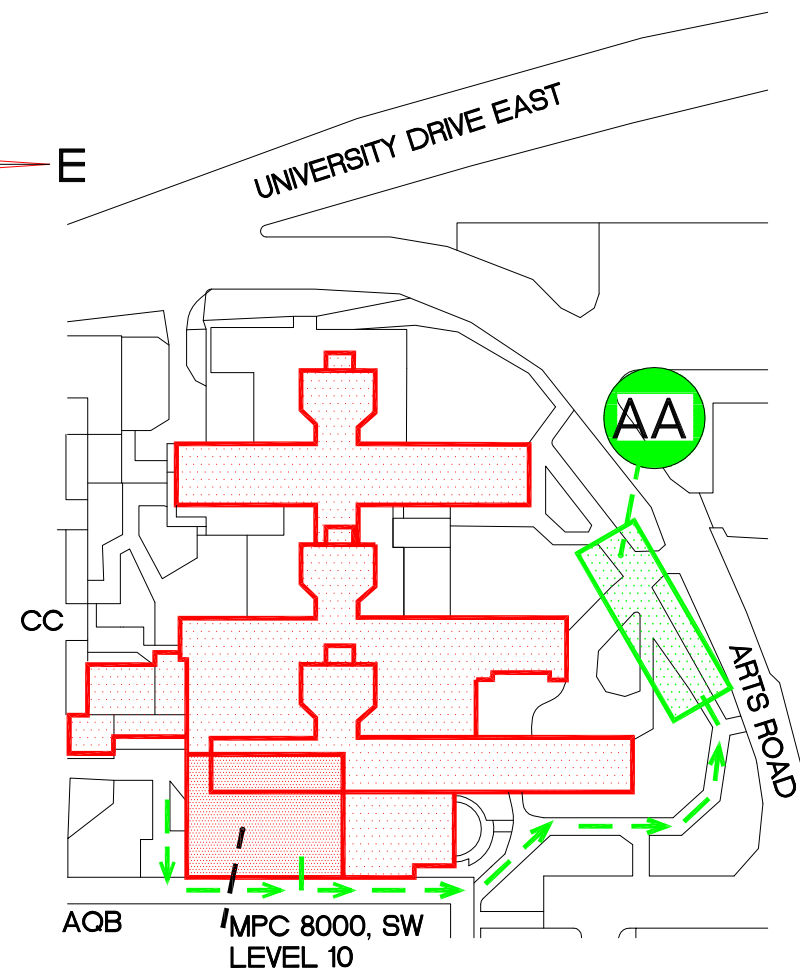 UNIVERSITY DRIVE EAST
E
AA
CC
ARTS ROAD
AQB
MPC 8000, SW
LEVEL 10